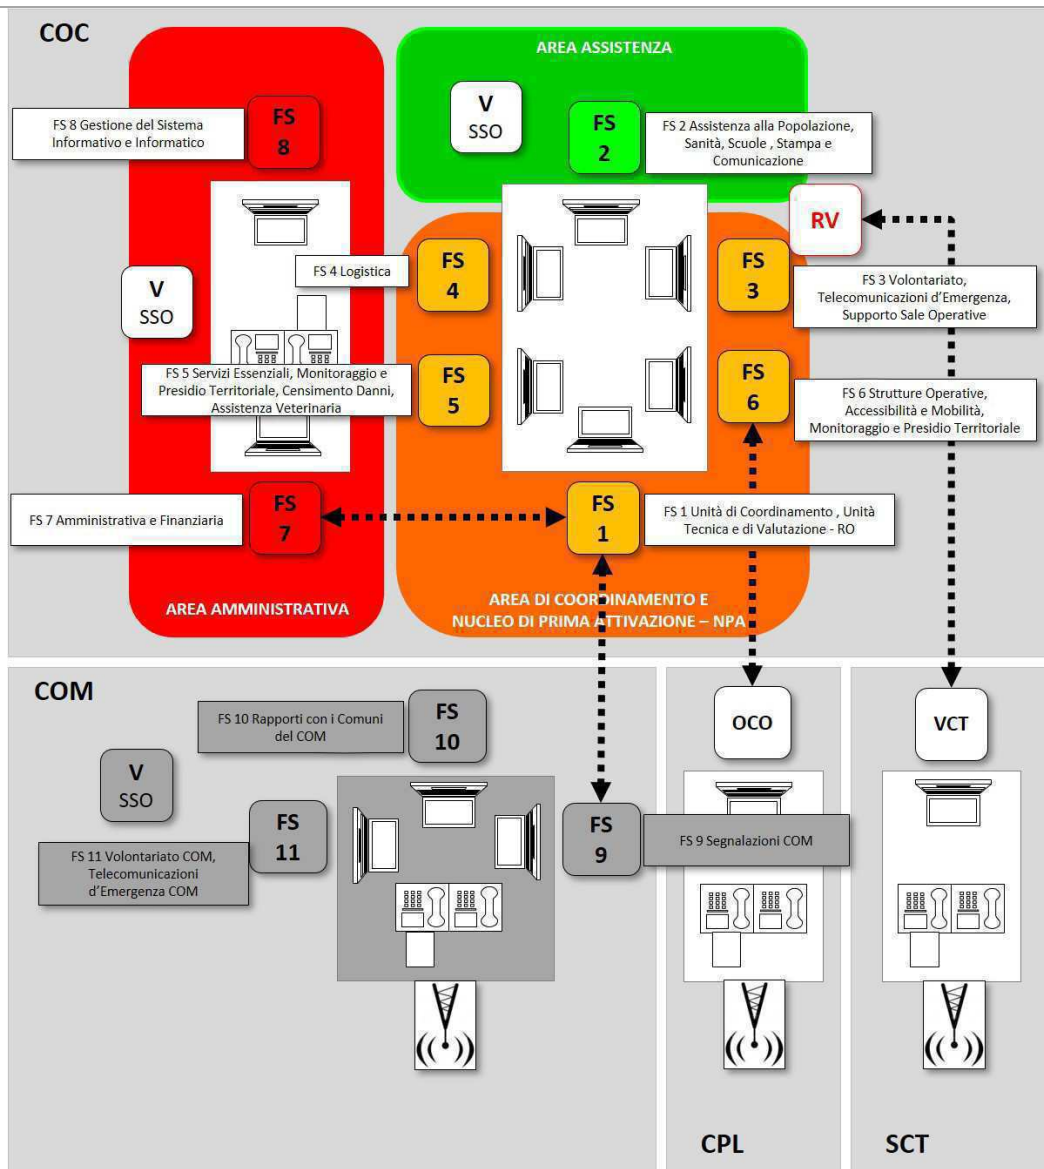 COC
AREA ASSISTENZA
V
SSO
FS
8
FS 8 Gestione del Sistema
Informativo e Informatico
FS
2
FS 2 Assistenza alla Popolazione,
Sanità, Scuole , Stampa e
Comunicazione
RV
FS 4 Logistica
FS
4
FS
3
FS 3 Volontariato,
Telecomunicazioni d'Emergenza,
Supporto Sale Operative
V
SSO
FS 5 Servizi Essenziali, Monitoraggio e
Presidio Territoriale, Censimento Danni,
Assistenza Veterinaria
FS
5
FS
6
FS 6 Strutture Operative,
Accessibilità e Mobilità,
Monitoraggio e Presidio Territoriale
FS 7 Amministrativa e Finanziaria
FS
7
FS
1
FS 1 Unità di Coordinamento , Unità
Tecnica e di Valutazione - RO
AREA AMMINISTRATIVA
AREA DI COORDINAMENTO E
NUCLEO DI PRIMA ATTIVAZIONE – NPA
COM
FS 10 Rapporti con i Comuni
del COM
FS
10
OCO
VCT
V
SSO
FS
11
FS 11 Volontariato COM,
Telecomunicazioni
d'Emergenza COM
FS
9
FS 9 Segnalazioni COM
CPL
SCT